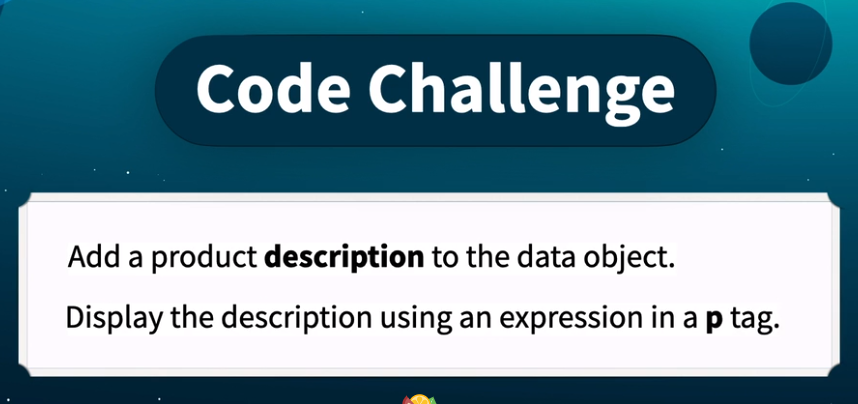 Code Challenge
Add a product description to the data object.
Display the description using an expression in a p tag.